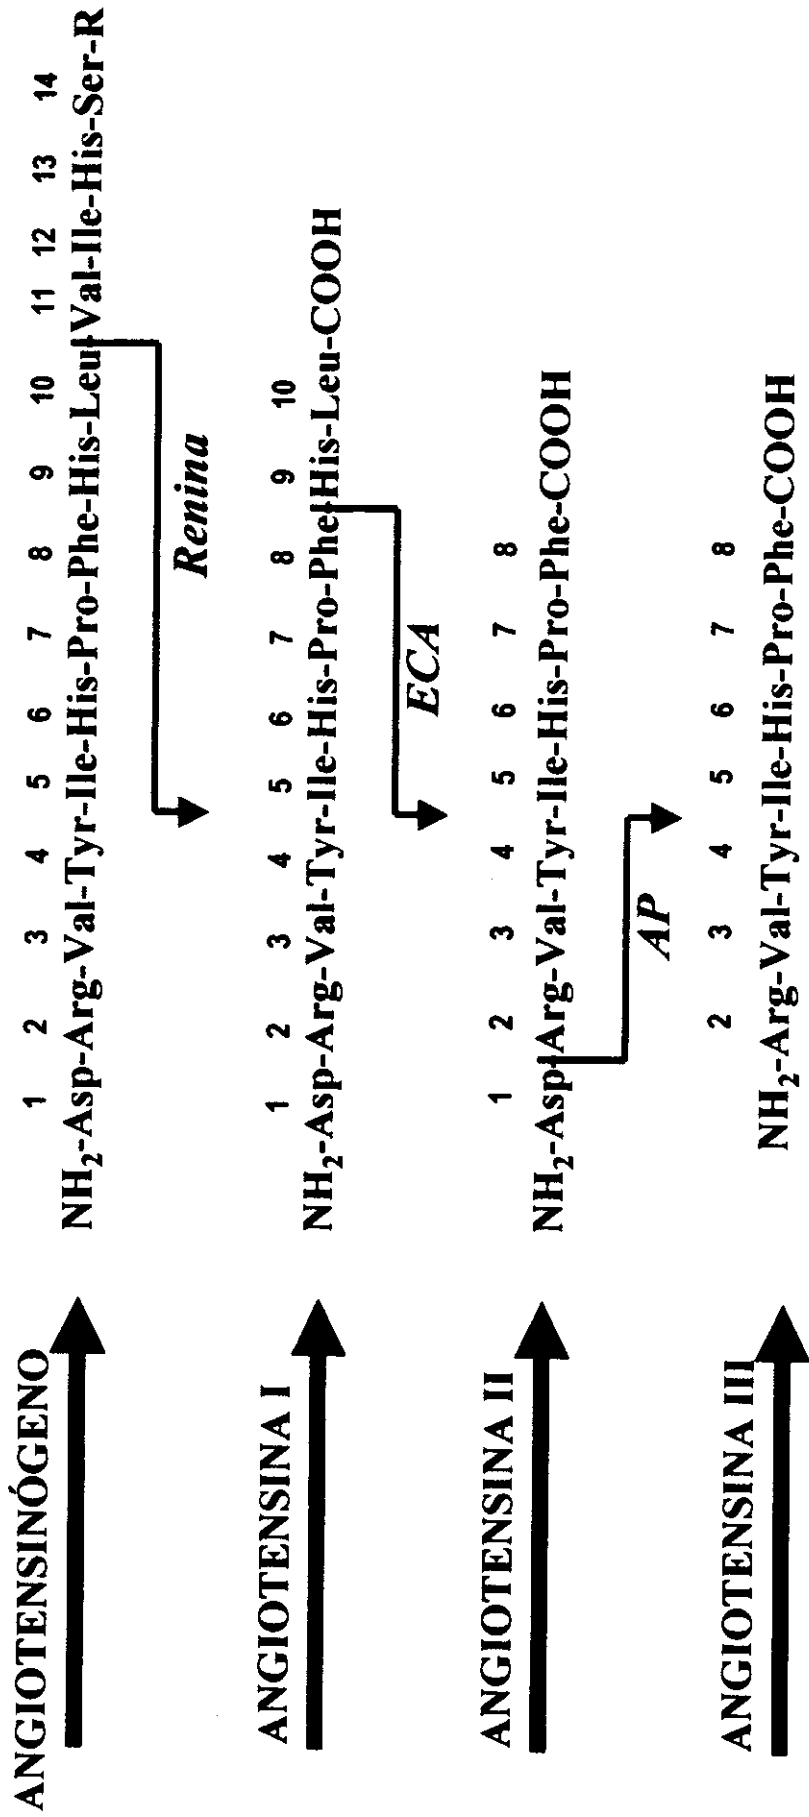 ANGIOTENSINÓGENO
1 2 3 4 5 6 7 8 9 10 11 12 13 14
NH₂-Asp-Arg-Val-Tyr-Ile-His-Pro-Phe-His-Leu-Val-Ile-His-Ser-R
Renina
ANGIOTENSINA I
1 2 3 4 5 6 7 8 9 10
NH₂-Asp-Arg-Val-Tyr-Ile-His-Pro-Phe-His-Leu-COOH
ECA
ANGIOTENSINA II
1 2 3 4 5 6 7 8
NH₂-Asp-Arg-Val-Tyr-Ile-His-Pro-Phe-COOH
AP
ANGIOTENSINA III
2 3 4 5 6 7 8
NH₂-Arg-Val-Tyr-Ile-His-Pro-Phe-COOH